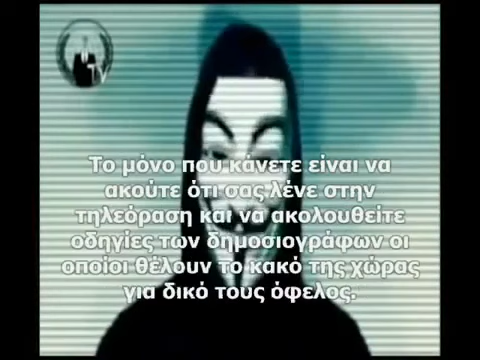 TV
Το μόνο που κάνετε είναι να
ακούτε ότι σας λένε στην
τηλεόραση και να ακολουθείτε
οδηγίες των δημοσιογράφων οι
οποίοι θέλουν το κακό της χώρας
για δικό τους όφελος.